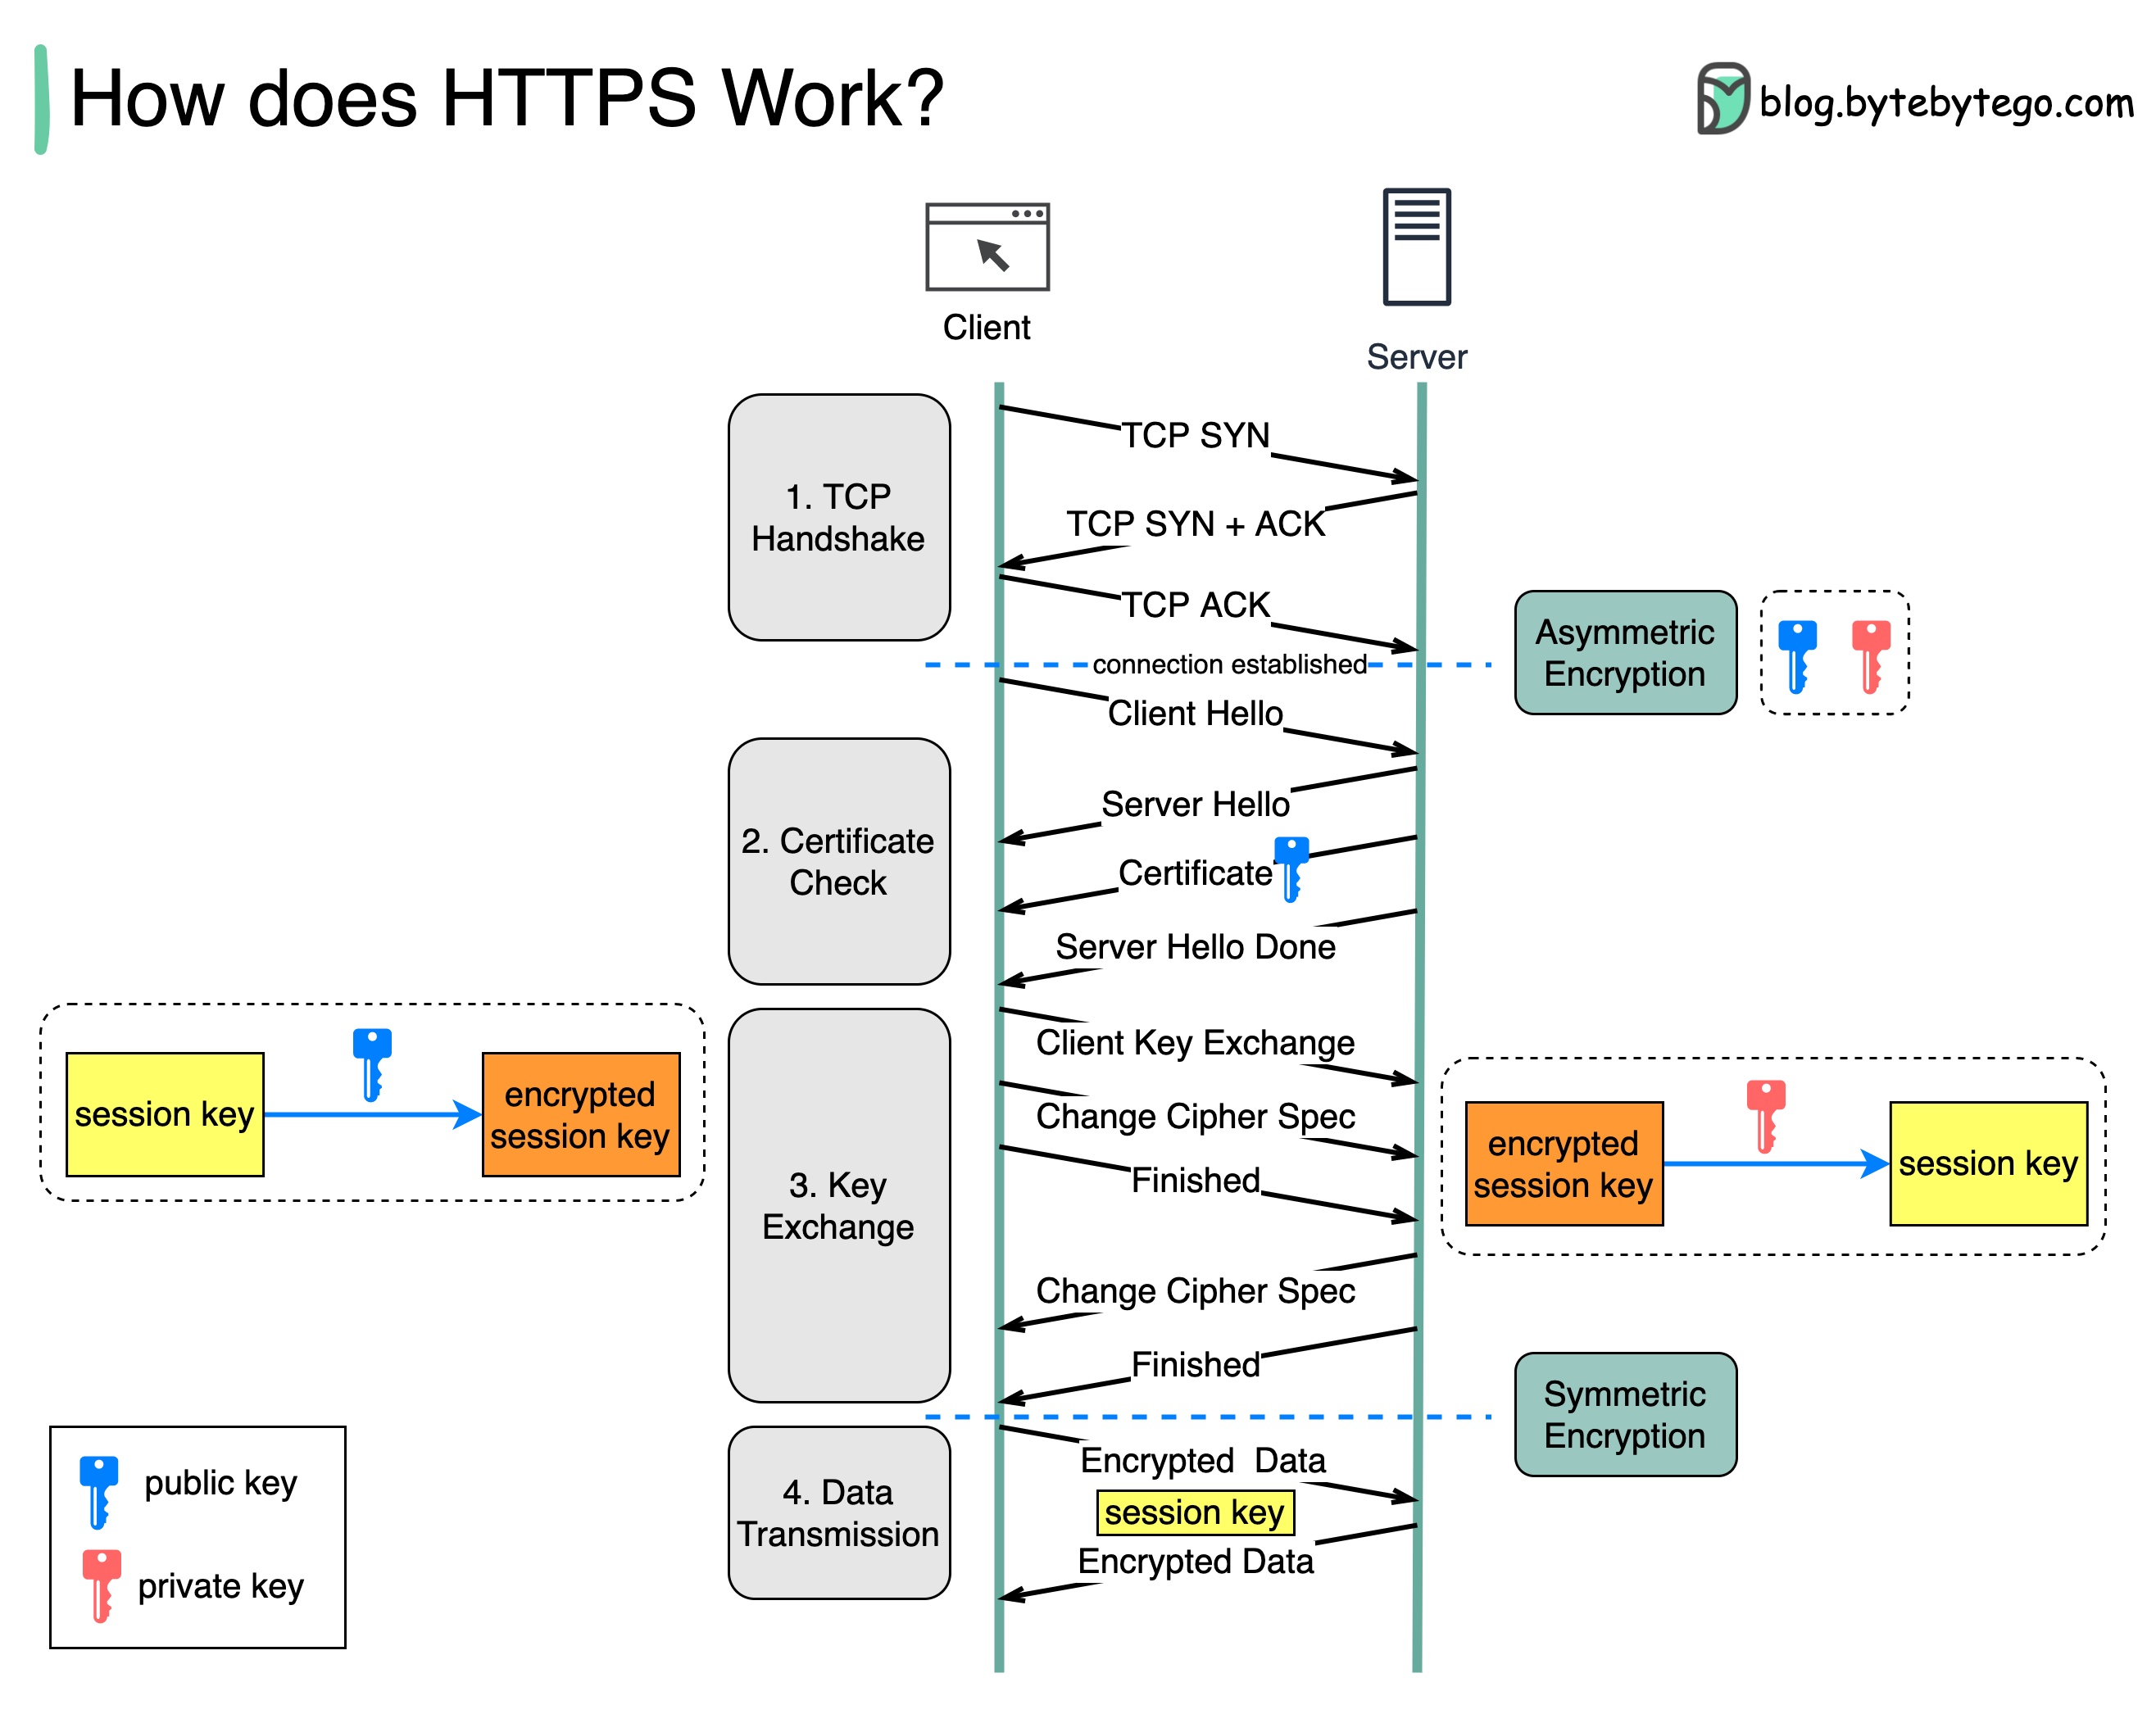 How does HTTPS Work?
blog.bytebytego.com
Client
Server
1. TCP
Handshake
TCP SYN
TCP SYN + ACK
TCP ACK
connection established
Asymmetric
Encryption
Client Hello
2. Certificate
Check
Server Hello
Certificate
Server Hello Done
session key
encrypted
session key
3. Key
Exchange
Client Key Exchange
Change Cipher Spec
Finished
encrypted
session key
session key
Change Cipher Spec
Finished
Symmetric
Encryption
4. Data
Transmission
Encrypted  Data
session key
Encrypted Data
public key
private key